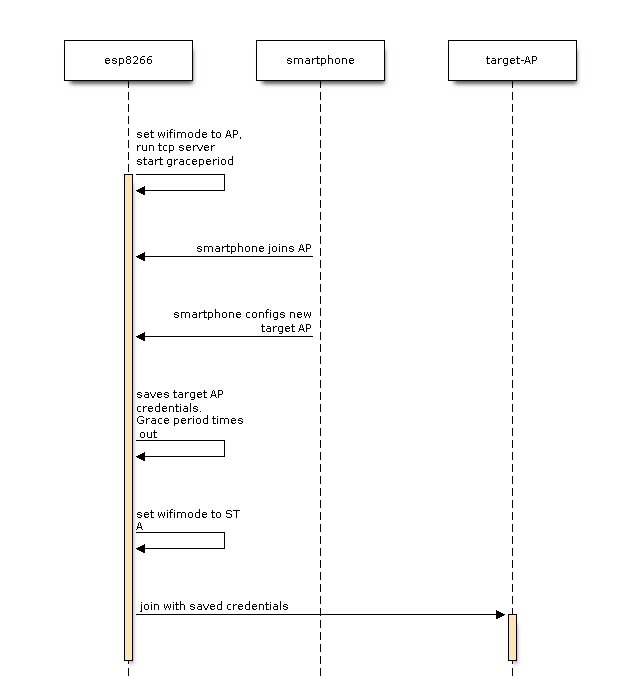 esp8266
smartphone
target-AP
set wifimode to AP,
run tcp server
start graceperiod
smartphone joins AP
smartphone configs new
target AP
saves target AP
credentials.
Grace period times
out
set wifimode to ST
A
join with saved credentials